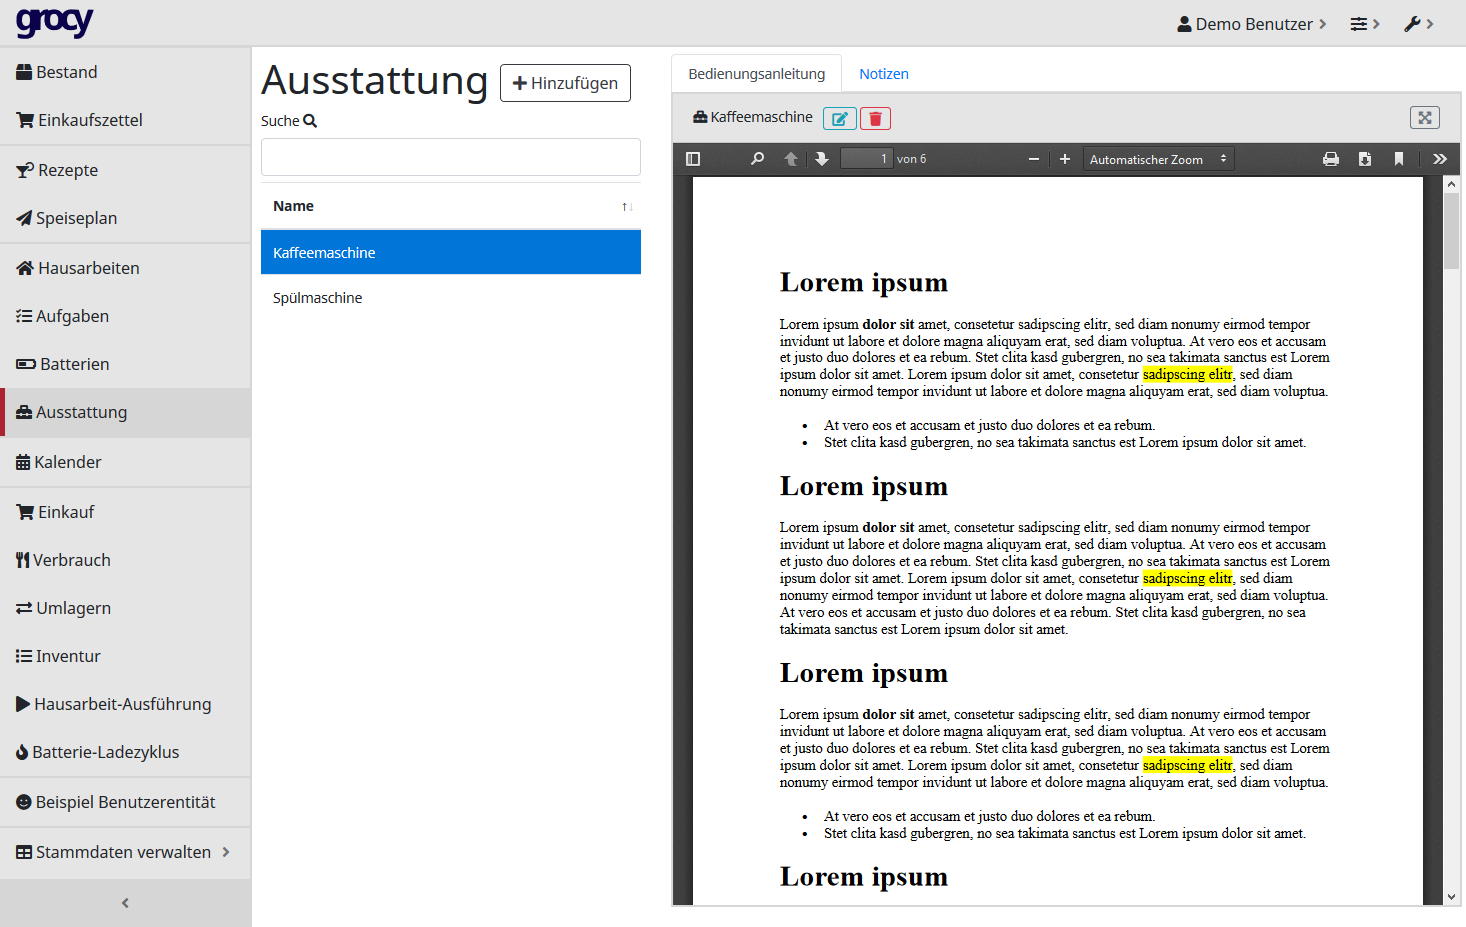 grocy
Demo Benutzer
Bestand
Einkaufszettel
Rezepte
Speiseplan
Hausarbeiten
Aufgaben
Batterien
Ausstattung
Kalender
Einkauf
Verbrauch
Umlagern
Inventur
Hausarbeit-Ausführung
Batterie-Ladezyklus
Beispiel Benutzerentität
Stammdaten verwalten
Ausstattung
Hinzufügen
Suche
Name
Kaffeemaschine
Spülmaschine
Bedienungsanleitung Notizen
Kaffeemaschine
1 von 6 Automatischer Zoom
Lorem ipsum
Lorem ipsum dolor sit amet, consetetur sadipscing elitr, sed diam nonumy eirmod tempor
invidunt ut labore et dolore magna aliquyam erat, sed diam voluptua. At vero eos et accusam
et justo duo dolores et ea rebum. Stet clita kasd gubergren, no sea takimata sanctus est Lorem
ipsum dolor sit amet. Lorem ipsum dolor sit amet, consetetur sadipscing elitr, sed diam
nonumy eirmod tempor invidunt ut labore et dolore magna aliquyam erat, sed diam voluptua.
• At vero eos et accusam et justo duo dolores et ea rebum.
• Stet clita kasd gubergren, no sea takimata sanctus est Lorem ipsum dolor sit amet.
Lorem ipsum
Lorem ipsum dolor sit amet, consetetur sadipscing elitr, sed diam nonumy eirmod tempor
invidunt ut labore et dolore magna aliquyam erat, sed diam voluptua. At vero eos et accusam
et justo duo dolores et ea rebum. Stet clita kasd gubergren, no sea takimata sanctus est Lorem
ipsum dolor sit amet. Lorem ipsum dolor sit amet, consetetur sadipscing elitr, sed diam
nonumy eirmod tempor invidunt ut labore et dolore magna aliquyam erat, sed diam voluptua.
At vero eos et accusam et justo duo dolores et ea rebum. Stet clita kasd gubergren, no sea
takimata sanctus est Lorem ipsum dolor sit amet.
Lorem ipsum
Lorem ipsum dolor sit amet, consetetur sadipscing elitr, sed diam nonumy eirmod tempor
invidunt ut labore et dolore magna aliquyam erat, sed diam voluptua. At vero eos et accusam
et justo duo dolores et ea rebum. Stet clita kasd gubergren, no sea takimata sanctus est Lorem
ipsum dolor sit amet. Lorem ipsum dolor sit amet, consetetur sadipscing elitr, sed diam
nonumy eirmod tempor invidunt ut labore et dolore magna aliquyam erat, sed diam voluptua.
• At vero eos et accusam et justo duo dolores et ea rebum.
• Stet clita kasd gubergren, no sea takimata sanctus est Lorem ipsum dolor sit amet.
Lorem ipsum